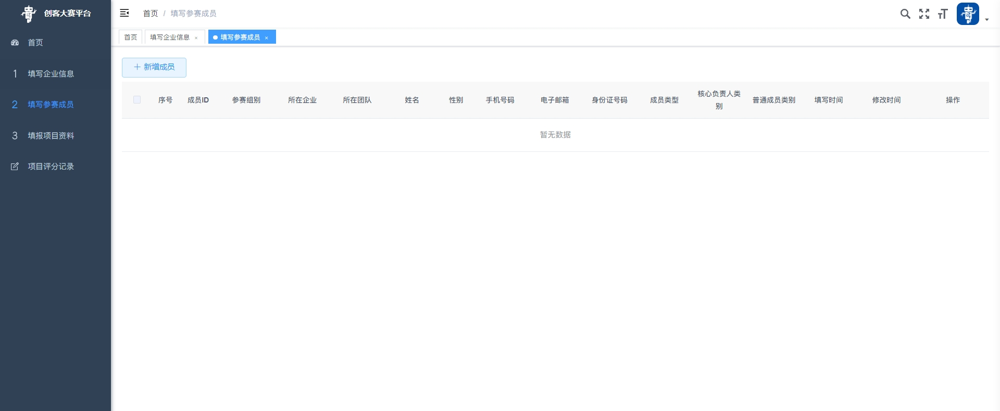 创客大赛平台
首页
1 填写企业信息
2 填写参赛成员
3 填报项目资料
项目评分记录
首页 / 填写参赛成员
首页 填写企业信息 × 填写参赛成员 ×
+ 新增成员
序号 成员ID 参赛组别 所在企业 所在团队 姓名 性别 手机号码 电子邮箱 身份证号码 成员类型 核心负责人类别 普通成员类别 填写时间 修改时间 操作
暂无数据